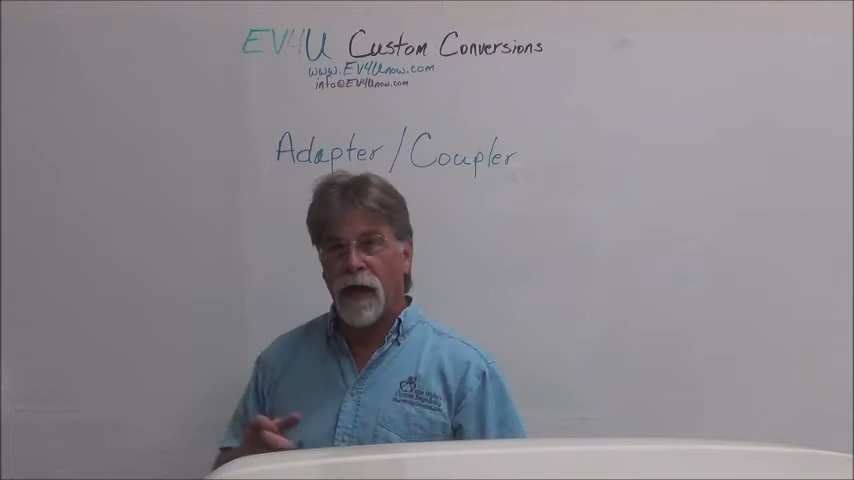 EV4U Custom Conversions
www.EV4Unow.com
info@EV4Unow.com
Adapter/Coupler